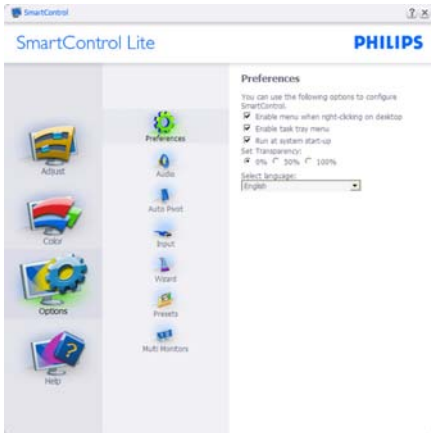 SmartControl
SmartControl Lite
PHILIPS
Adjust
Color
Options
Help
Preferences
Audio
Auto Pivot
Input
Wizard
Presets
Multi Monitors
Preferences
You can use the following options to configure
SmartControl.
Enable menu when right-clicking on desktop
Enable task tray menu
Run at system start-up
Set Transparency:
0% 50% 100%
Select language:
English